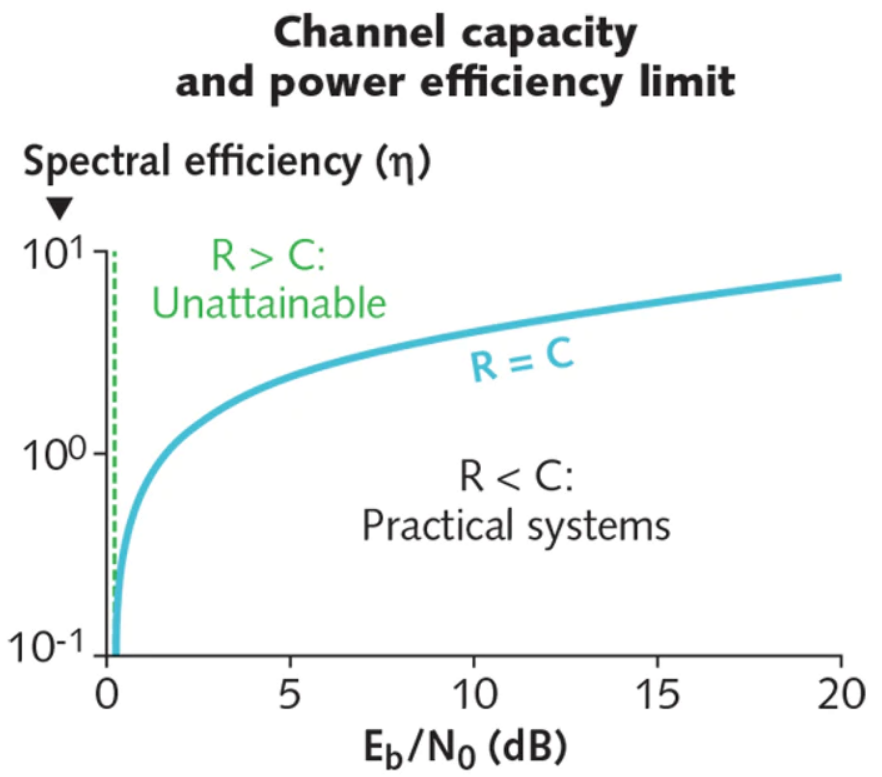 Channel capacity
and power efficiency limit
Spectral efficiency (η)
10¹
R > C:
Unattainable
R = C
10⁰
R < C:
Practical systems
10⁻¹
0 5 10 15 20
E_b/N_0 (dB)